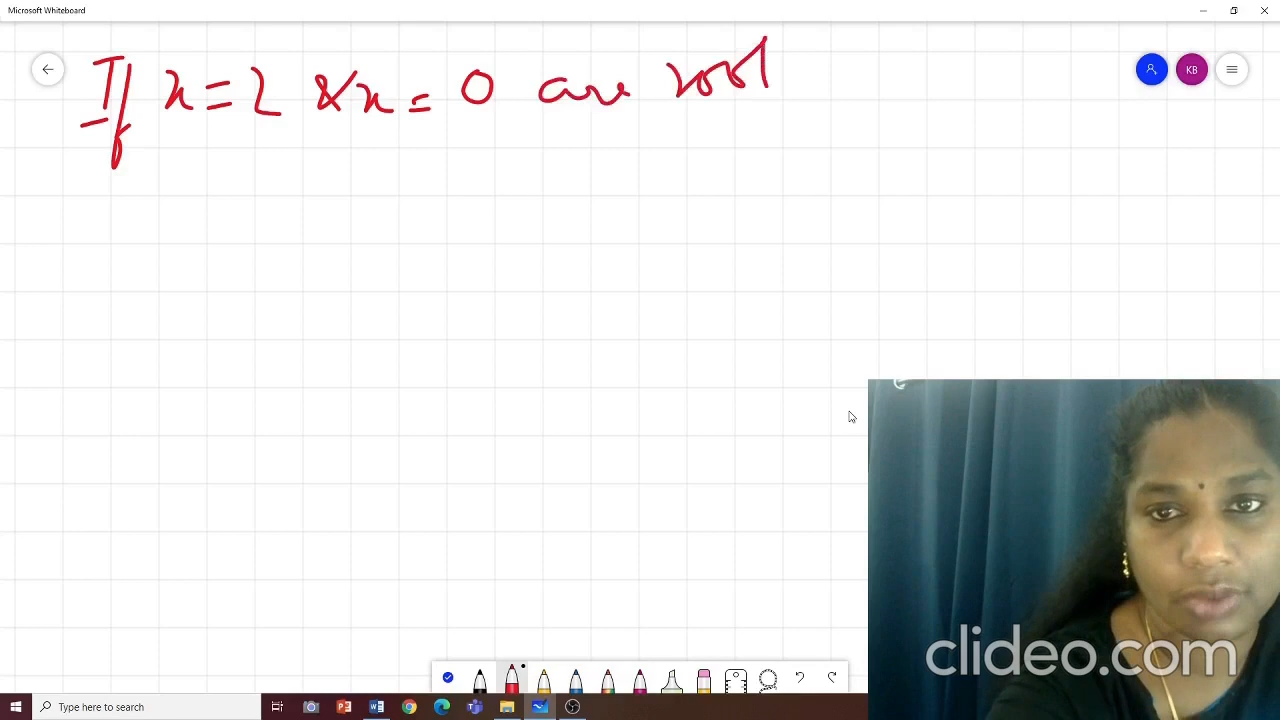 Microsoft Whiteboard
If x = 2 & x = 0 are root
KB
clideo.com
Type here to search